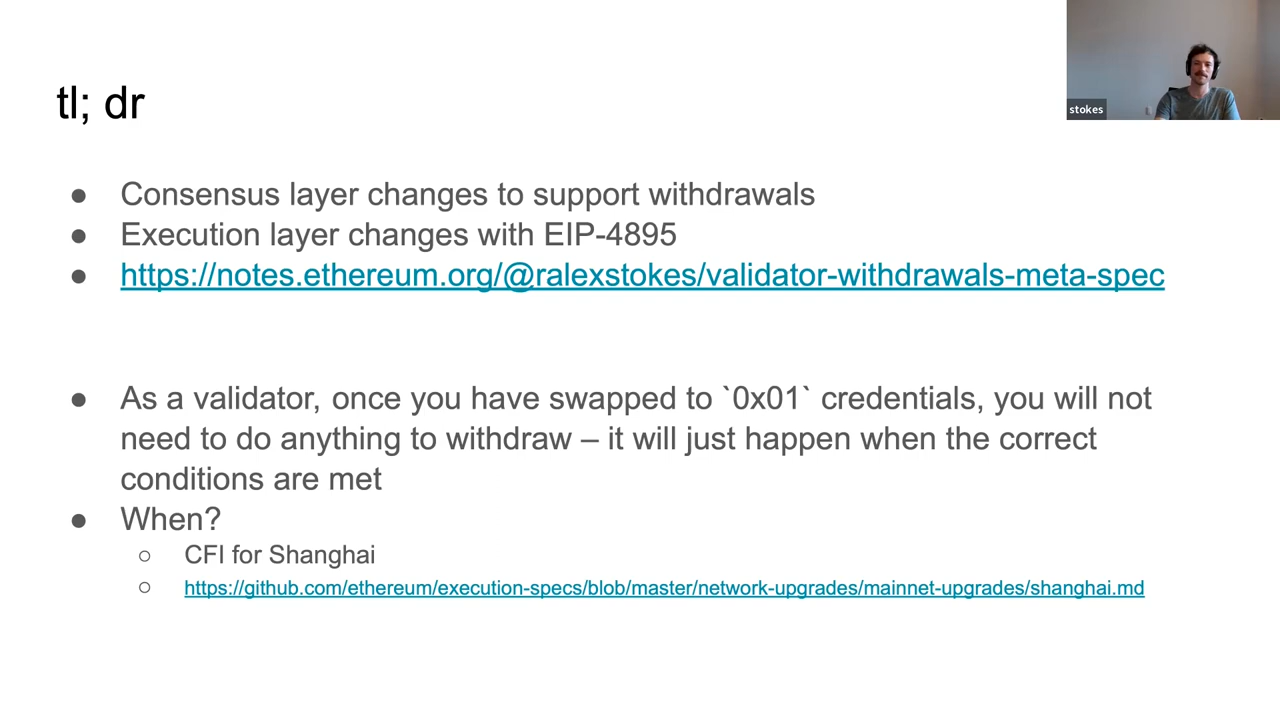 stokes
tl; dr
● Consensus layer changes to support withdrawals
● Execution layer changes with EIP-4895
● https://notes.ethereum.org/@ralexstokes/validator-withdrawals-meta-spec
● As a validator, once you have swapped to `0x01` credentials, you will not
need to do anything to withdraw – it will just happen when the correct
conditions are met
● When?
○ CFI for Shanghai
○ https://github.com/ethereum/execution-specs/blob/master/network-upgrades/mainnet-upgrades/shanghai.md